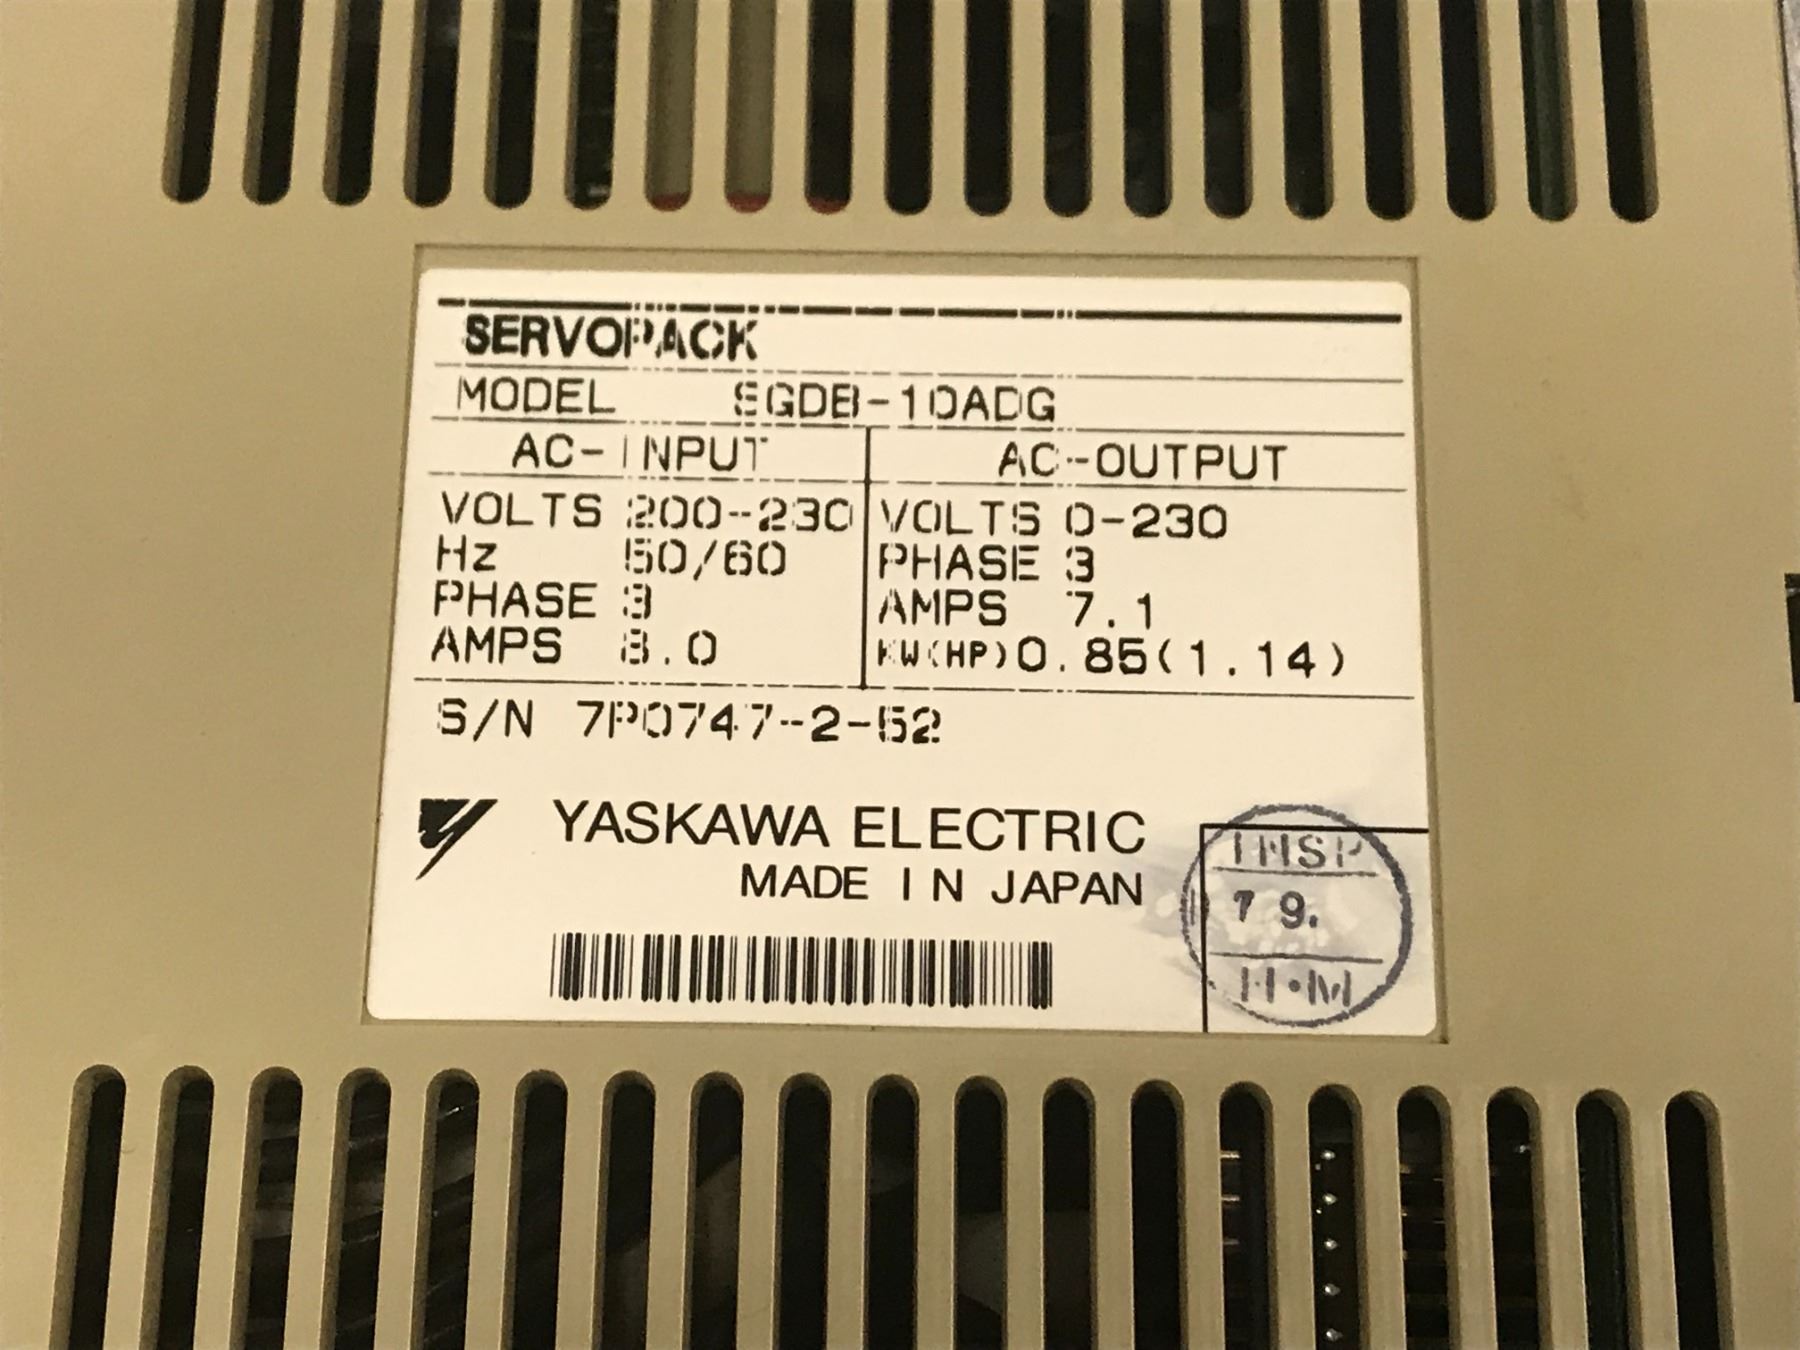 SERVOPACK
MODEL SGDB-10ADG
AC-INPUT AC-OUTPUT
VOLTS 200-230 VOLTS 0-230
Hz 50/60 PHASE 3
PHASE 3 AMPS 7.1
AMPS 8.0 KW(HP) 0.85(1.14)
S/N 7P0747-2-52
YASKAWA ELECTRIC
MADE IN JAPAN
INSP
7 9.
H•M